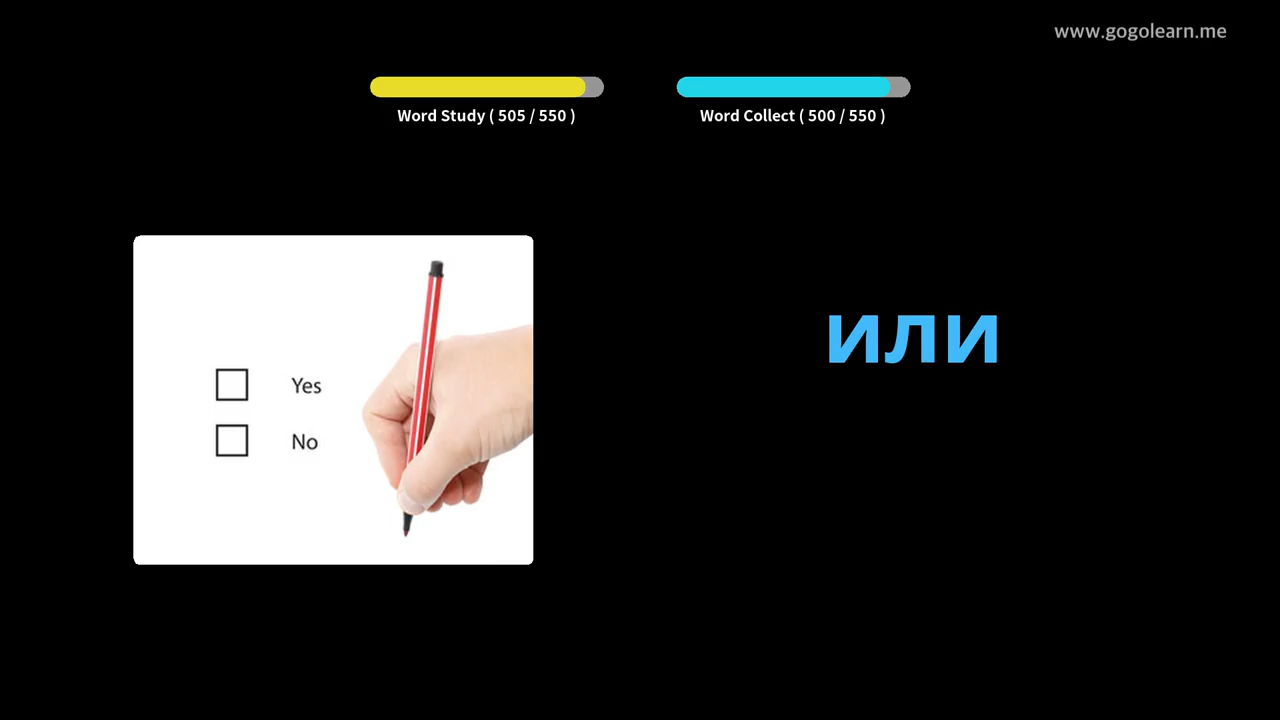 www.gogolearn.me
Word Study ( 505 / 550 )
Word Collect ( 500 / 550 )
Yes
No
или